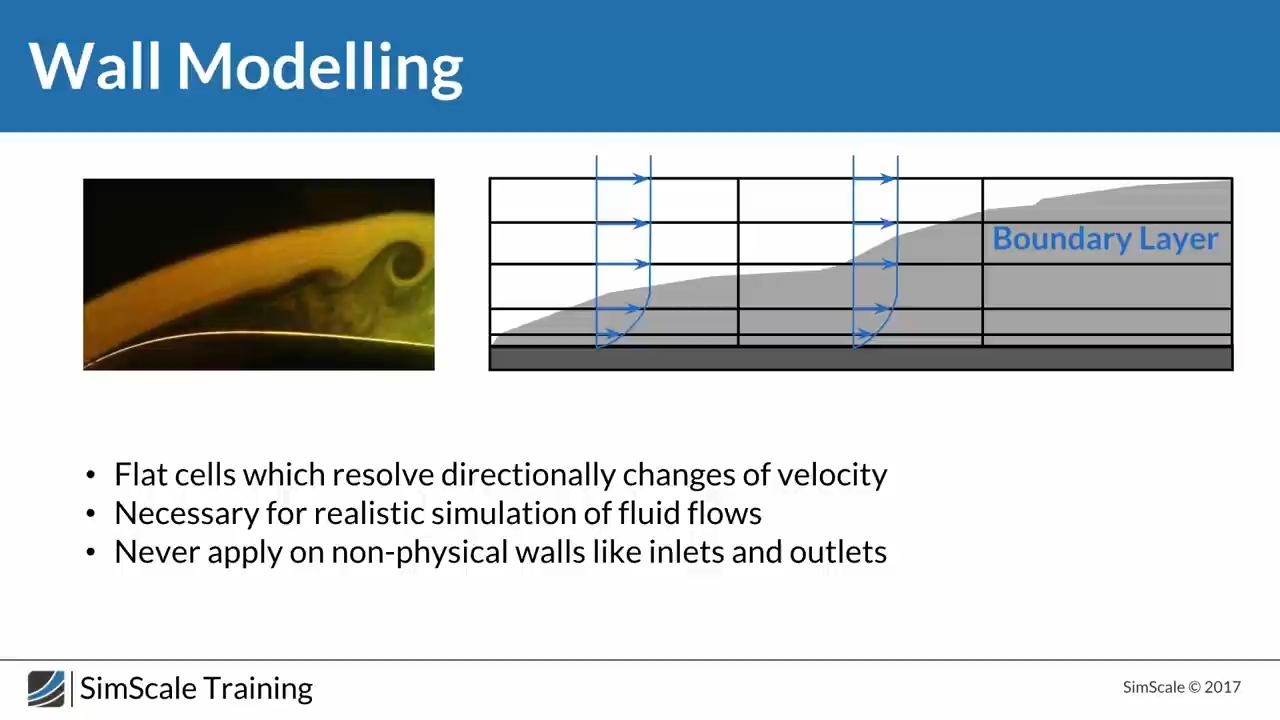 Wall Modelling
Boundary Layer
• Flat cells which resolve directionally changes of velocity
• Necessary for realistic simulation of fluid flows
• Never apply on non-physical walls like inlets and outlets
SimScale Training
SimScale © 2017